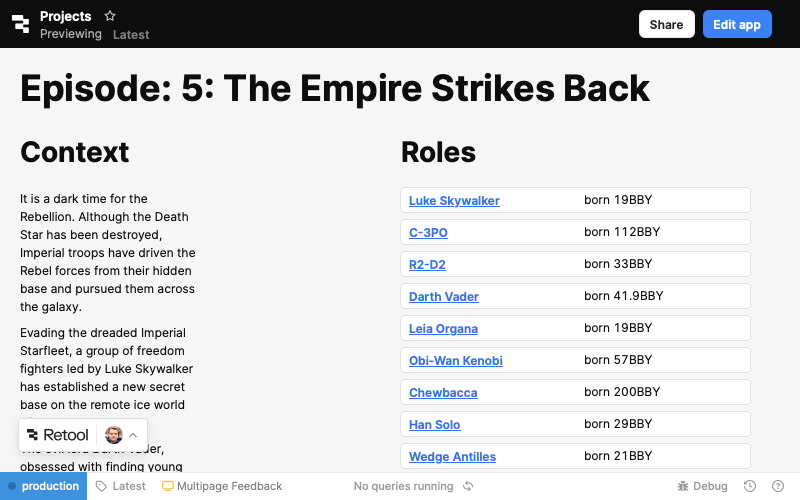 Projects
Previewing Latest
Share
Edit app
Episode: 5: The Empire Strikes Back
Context
It is a dark time for the
Rebellion. Although the Death
Star has been destroyed,
Imperial troops have driven the
Rebel forces from their hidden
base and pursued them across
the galaxy.
Evading the dreaded Imperial
Starfleet, a group of freedom
fighters led by Luke Skywalker
has established a new secret
base on the remote ice world
obsessed with finding young
Roles
Luke Skywalker born 19BBY
C-3PO born 112BBY
R2-D2 born 33BBY
Darth Vader born 41.9BBY
Leia Organa born 19BBY
Obi-Wan Kenobi born 57BBY
Chewbacca born 200BBY
Han Solo born 29BBY
Wedge Antilles born 21BBY
Retool
production
Latest
Multipage Feedback
No queries running
Debug